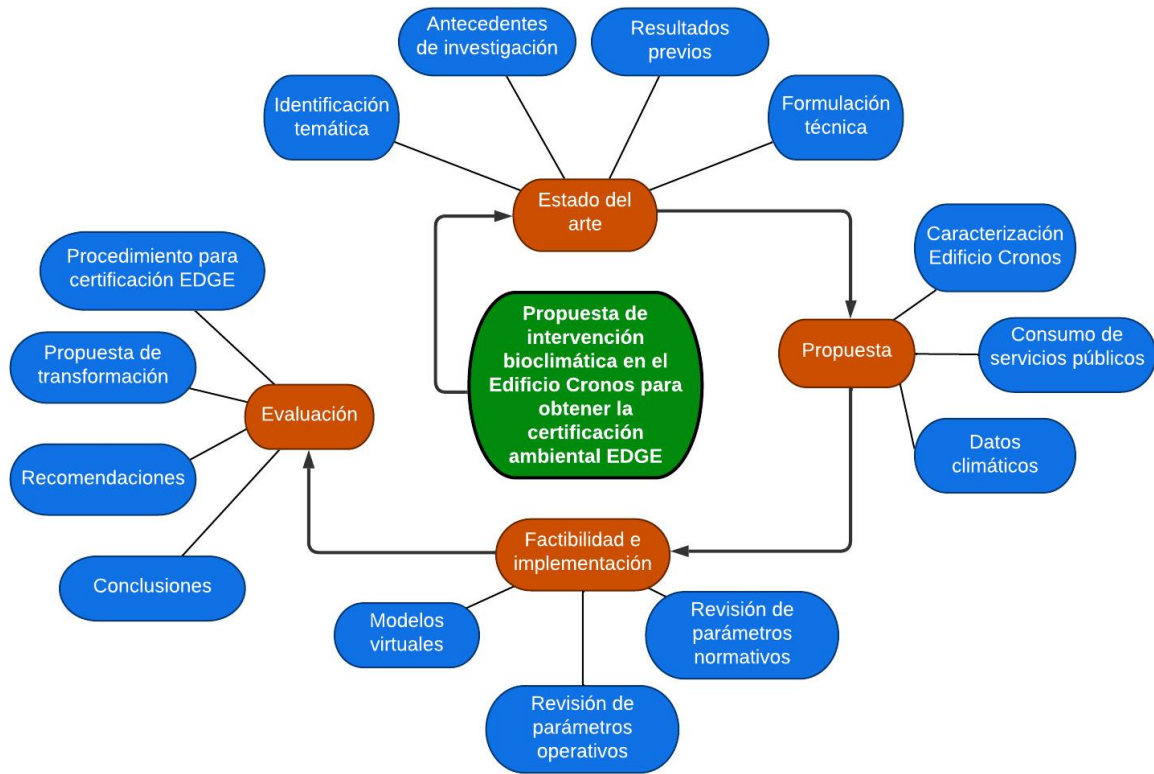 Antecedentes
de investigación
Resultados
previos
Identificación
temática
Formulación
técnica
Estado del
arte
Procedimiento para
certificación EDGE
Caracterización
Edificio Cronos
Propuesta de
intervención
bioclimática en el
Edificio Cronos para
obtener la
certificación
ambiental EDGE
Propuesta
Consumo de
servicios públicos
Propuesta de
transformación
Evaluación
Datos
climáticos
Recomendaciones
Factibilidad e
implementación
Conclusiones
Modelos
virtuales
Revisión de
parámetros
normativos
Revisión de
parámetros
operativos